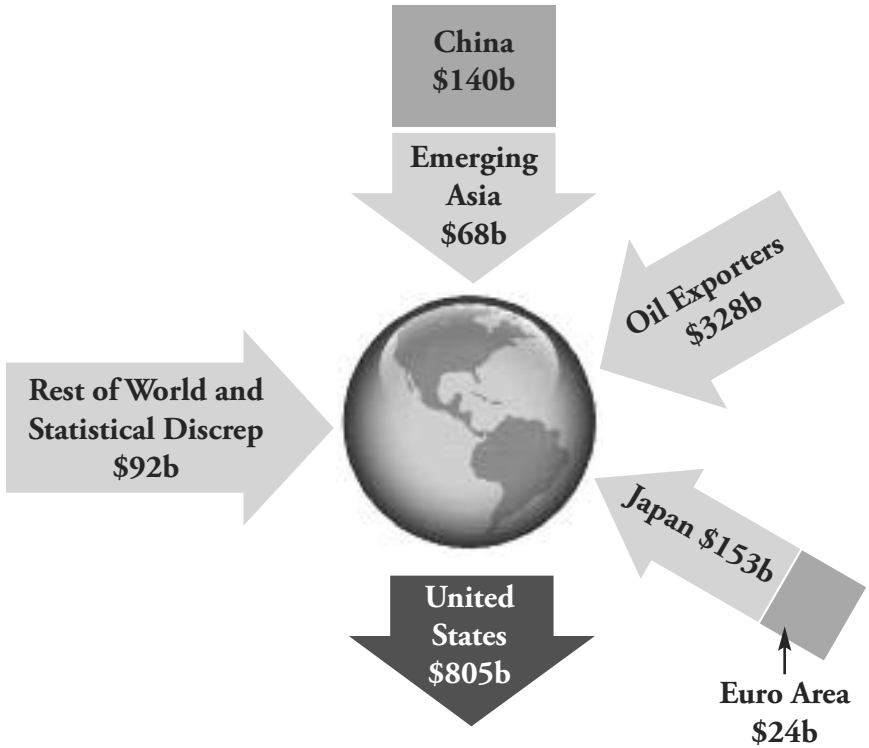 China
$140b
Emerging
Asia
$68b
Oil Exporters
$328b
Rest of World and
Statistical Discrep
$92b
Japan $153b
United
States
$805b
Euro Area
$24b